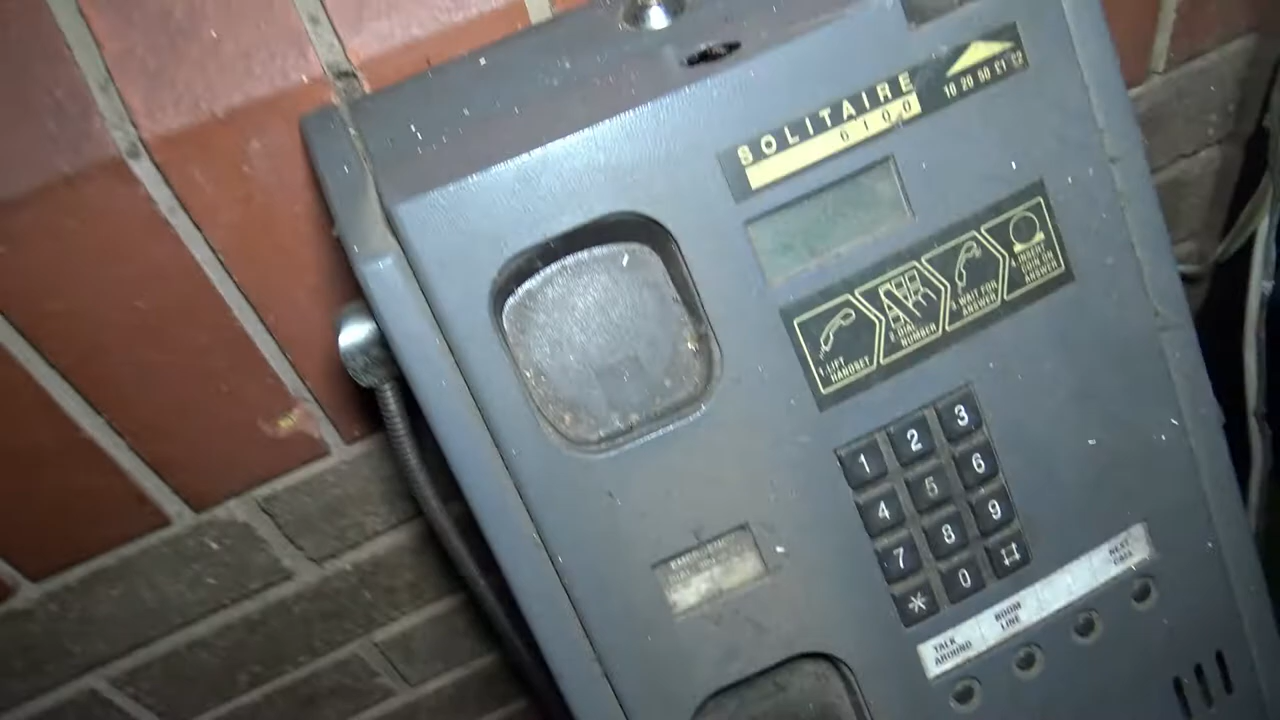 SOLITAIRE
0100
10 20 50 £1 £2
1. LIFT
HANDSET
2. DIAL
NUMBER
3. WAIT FOR
ANSWER
4. INSERT
COIN ON
ANSWER
1 2 3
4 5 6
7 8 9
* 0 #
TALK
AROUND
ROOM
LINE
NEXT
CALL